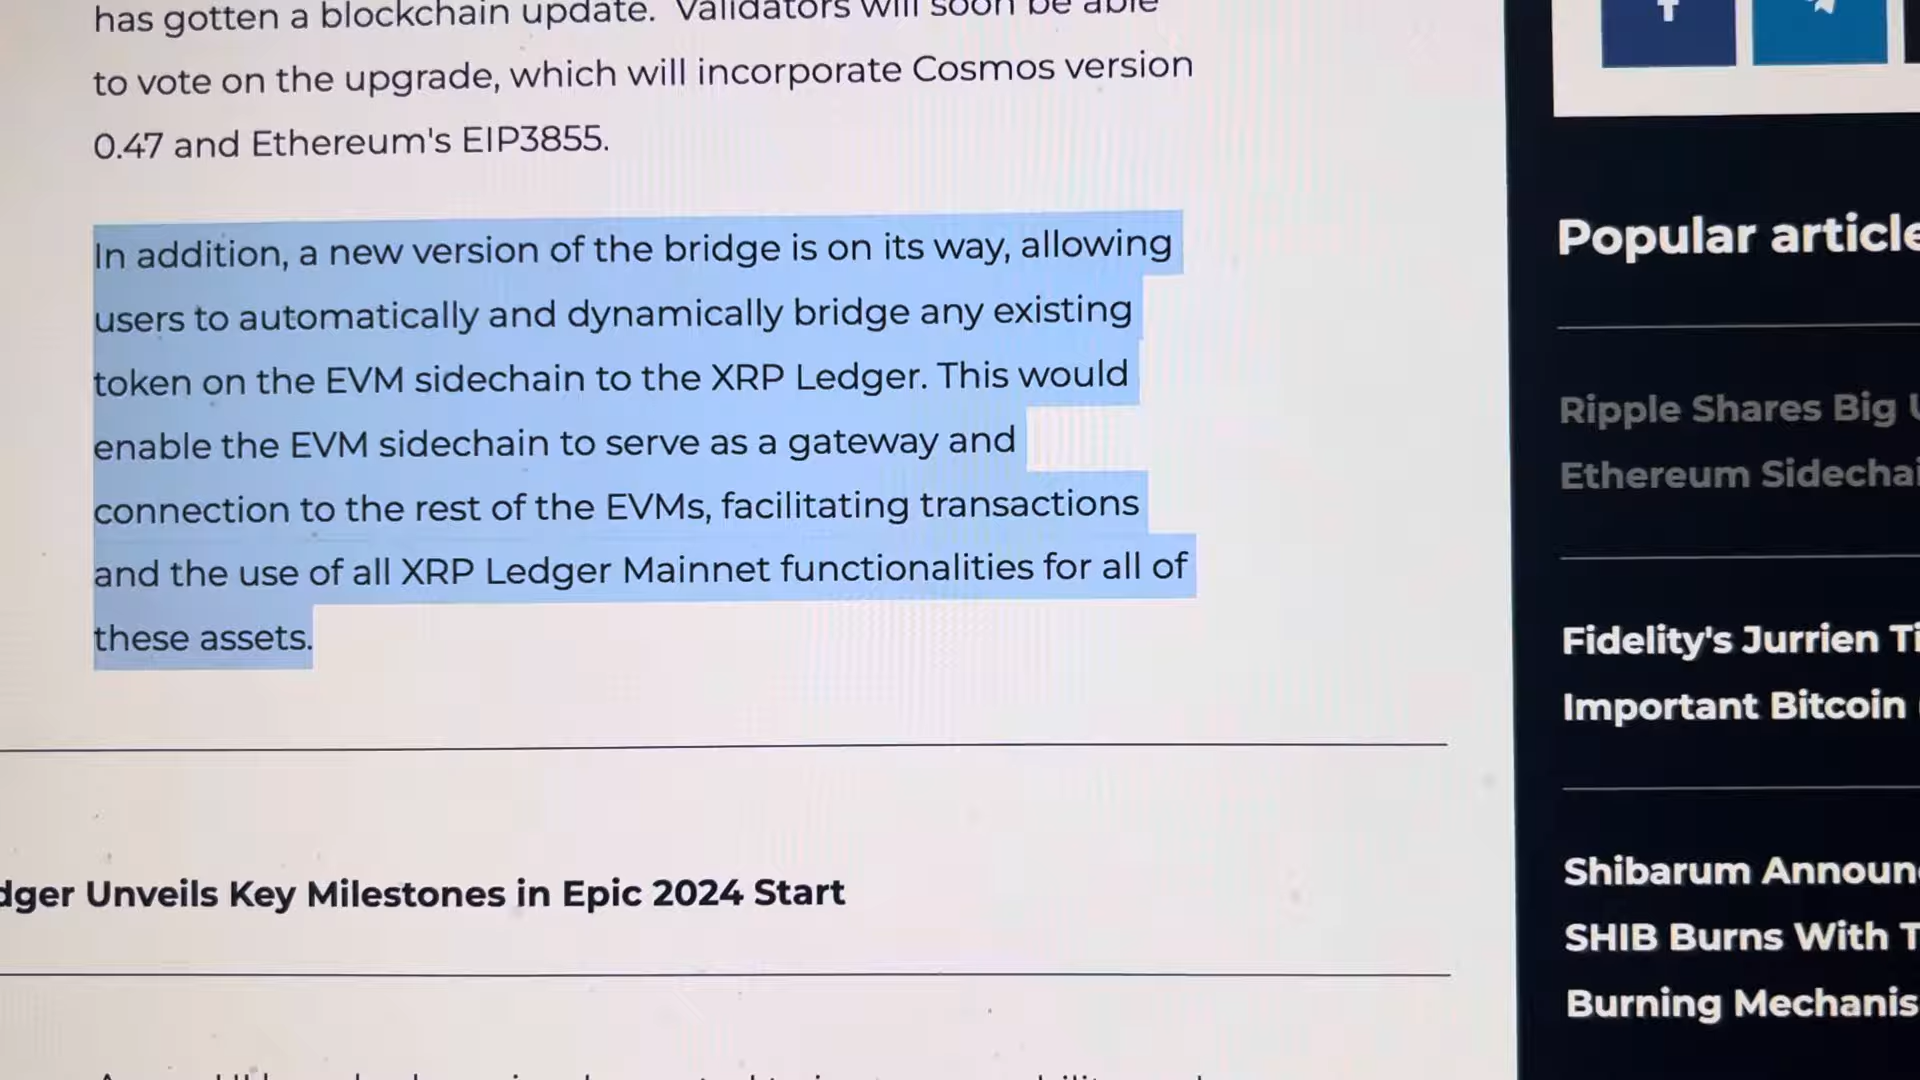 has gotten a blockchain update. Validators will soon be able
to vote on the upgrade, which will incorporate Cosmos version
0.47 and Ethereum's EIP3855.
In addition, a new version of the bridge is on its way, allowing
users to automatically and dynamically bridge any existing
token on the EVM sidechain to the XRP Ledger. This would
enable the EVM sidechain to serve as a gateway and
connection to the rest of the EVMs, facilitating transactions
and the use of all XRP Ledger Mainnet functionalities for all of
these assets.
dger Unveils Key Milestones in Epic 2024 Start
Popular article
Ripple Shares Big
Ethereum Sidechai
Fidelity's Jurrien Ti
Important Bitcoin
Shibarum Announ
SHIB Burns With T
Burning Mechanis